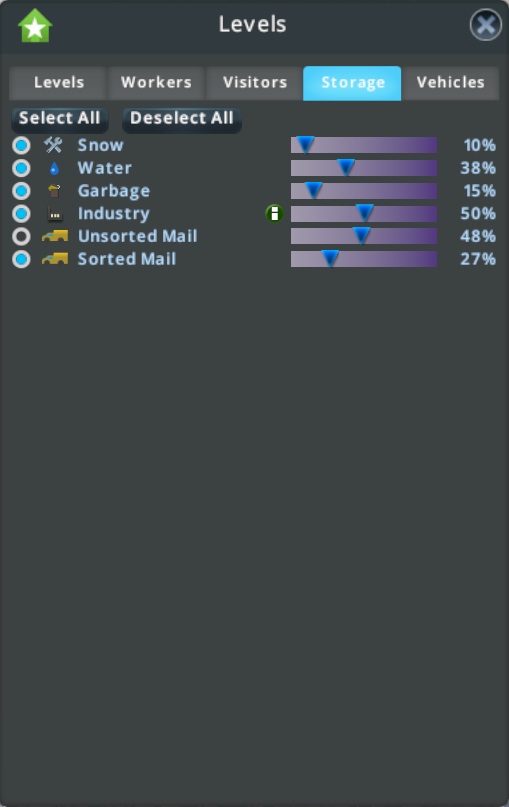 Levels
Levels Workers Visitors Storage Vehicles
Select All Deselect All
Snow 10%
Water 38%
Garbage 15%
Industry 50%
Unsorted Mail 48%
Sorted Mail 27%